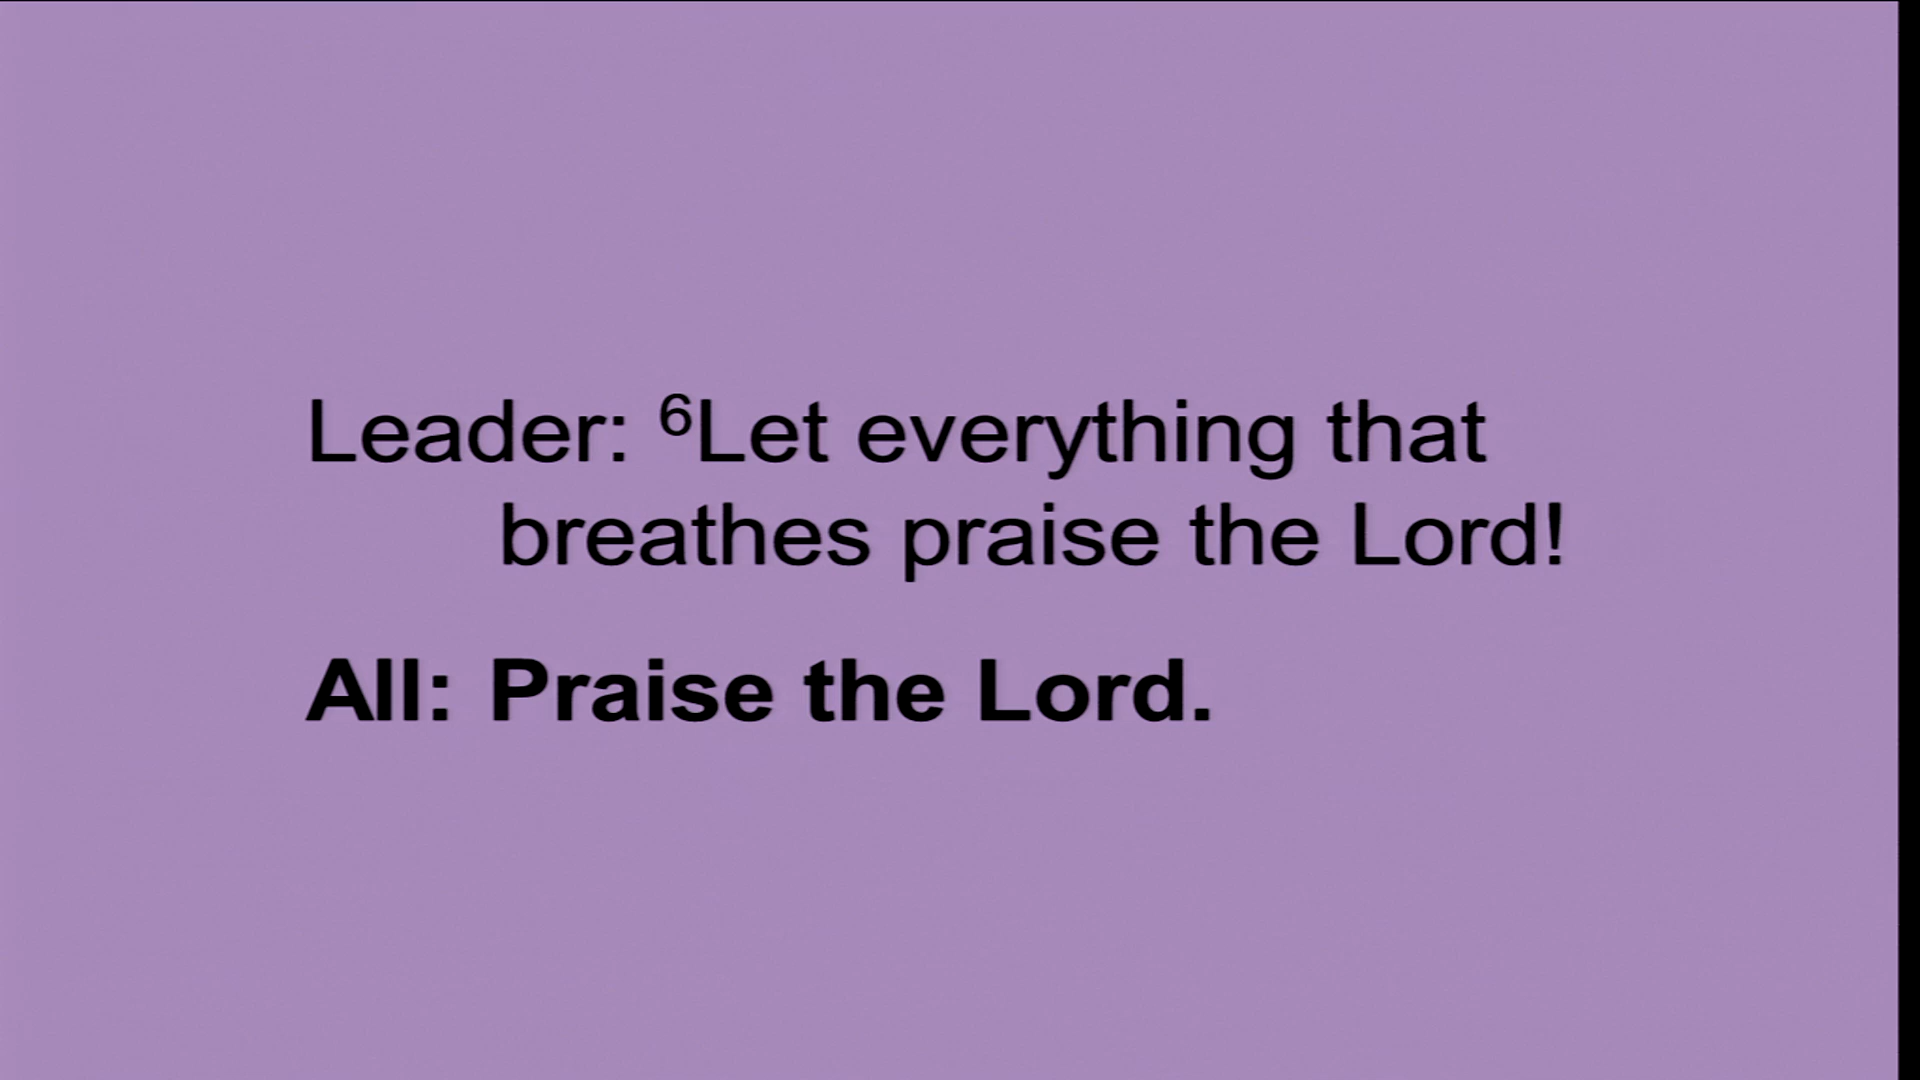 Leader: ⁶Let everything that
breathes praise the Lord!
All: Praise the Lord.